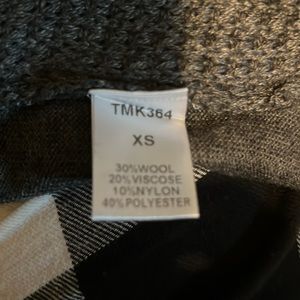 TMK364
XS
30%WOOL
20%VISCOSE
10%NYLON
40%POLYESTER